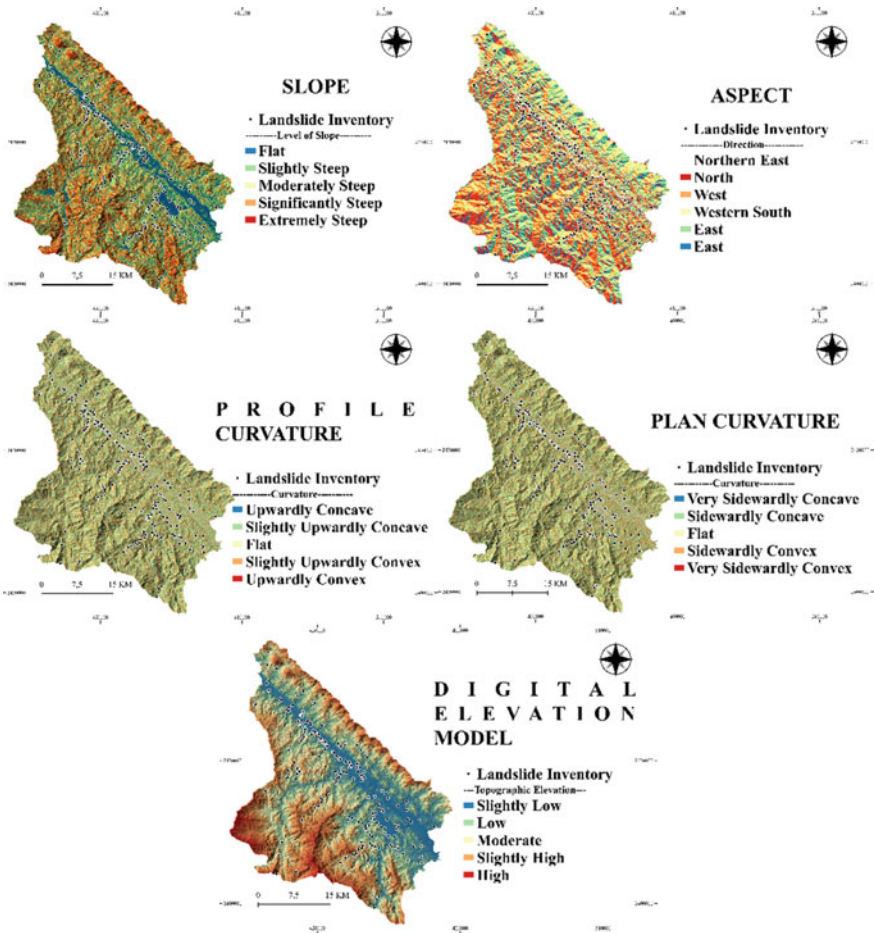 SLOPE
Landslide Inventory
Level of Slope
Flat
Slightly Steep
Moderately Steep
Significantly Steep
Extremely Steep
0 7,5 15 KM
ASPECT
Landslide Inventory
Direction
Northern East
North
West
Western South
East
East
0 7,5 15 KM
PROFILE
CURVATURE
Landslide Inventory
Curvature
Upwardly Concave
Slightly Upwardly Concave
Flat
Slightly Upwardly Convex
Upwardly Convex
0 7,5 15 KM
PLAN CURVATURE
Landslide Inventory
Curvature
Very Sidewardly Concave
Sidewardly Concave
Flat
Sidewardly Convex
Very Sidewardly Convex
0 7,5 15 KM
DIGITAL
ELEVATION
MODEL
Landslide Inventory
Topographic Elevation
Slightly Low
Low
Moderate
Slightly High
High
0 7,5 15 KM